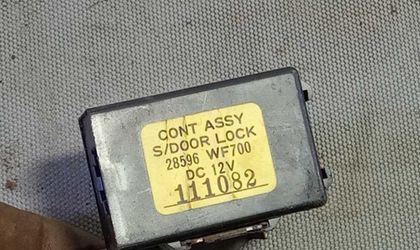 CONT ASSY
S/DOOR LOCK
28596 WF700
DC 12V
111082